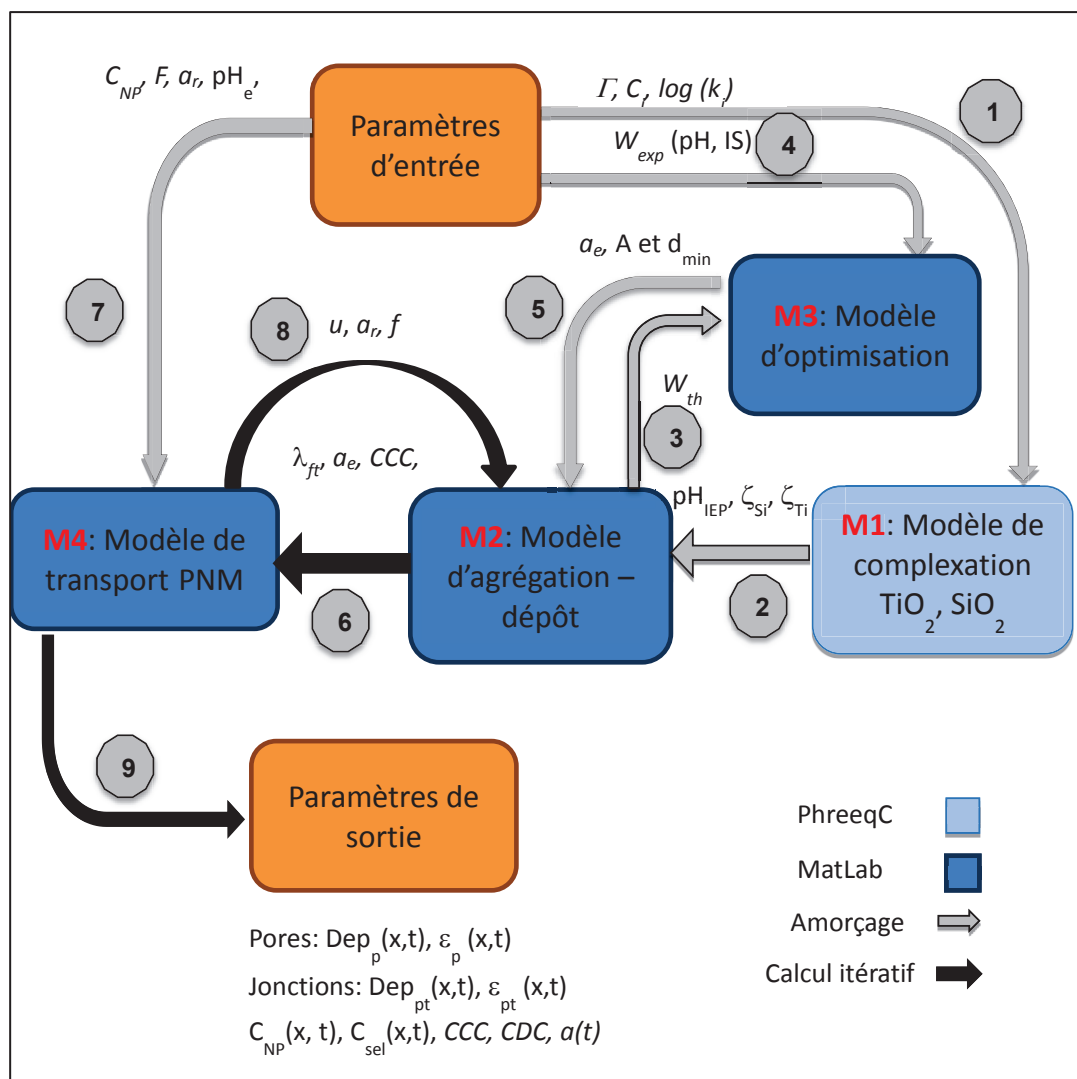 C_NP, F, a_r, pH_e,
Γ, C_i, log (k_i)
1
Paramètres
d'entrée
W_exp (pH, IS)
4
a_e, A et d_min
7
8
5
u, a_r, f
M3: Modèle
d'optimisation
W_th
3
λ_ft, a_e, CCC,
pH_IEP, ζ_Si, ζ_Ti
M4: Modèle de
transport PNM
M2: Modèle
d'agrégation –
dépôt
M1: Modèle de
complexation
TiO_2, SiO_2
6
2
9
Paramètres de
sortie
PhreeqC
MatLab
Amorçage
Calcul itératif
Pores: Dep_p(x,t), ε_p (x,t)
Jonctions: Dep_pt(x,t), ε_pt (x,t)
C_NP(x, t), C_sel(x,t), CCC, CDC, a(t)